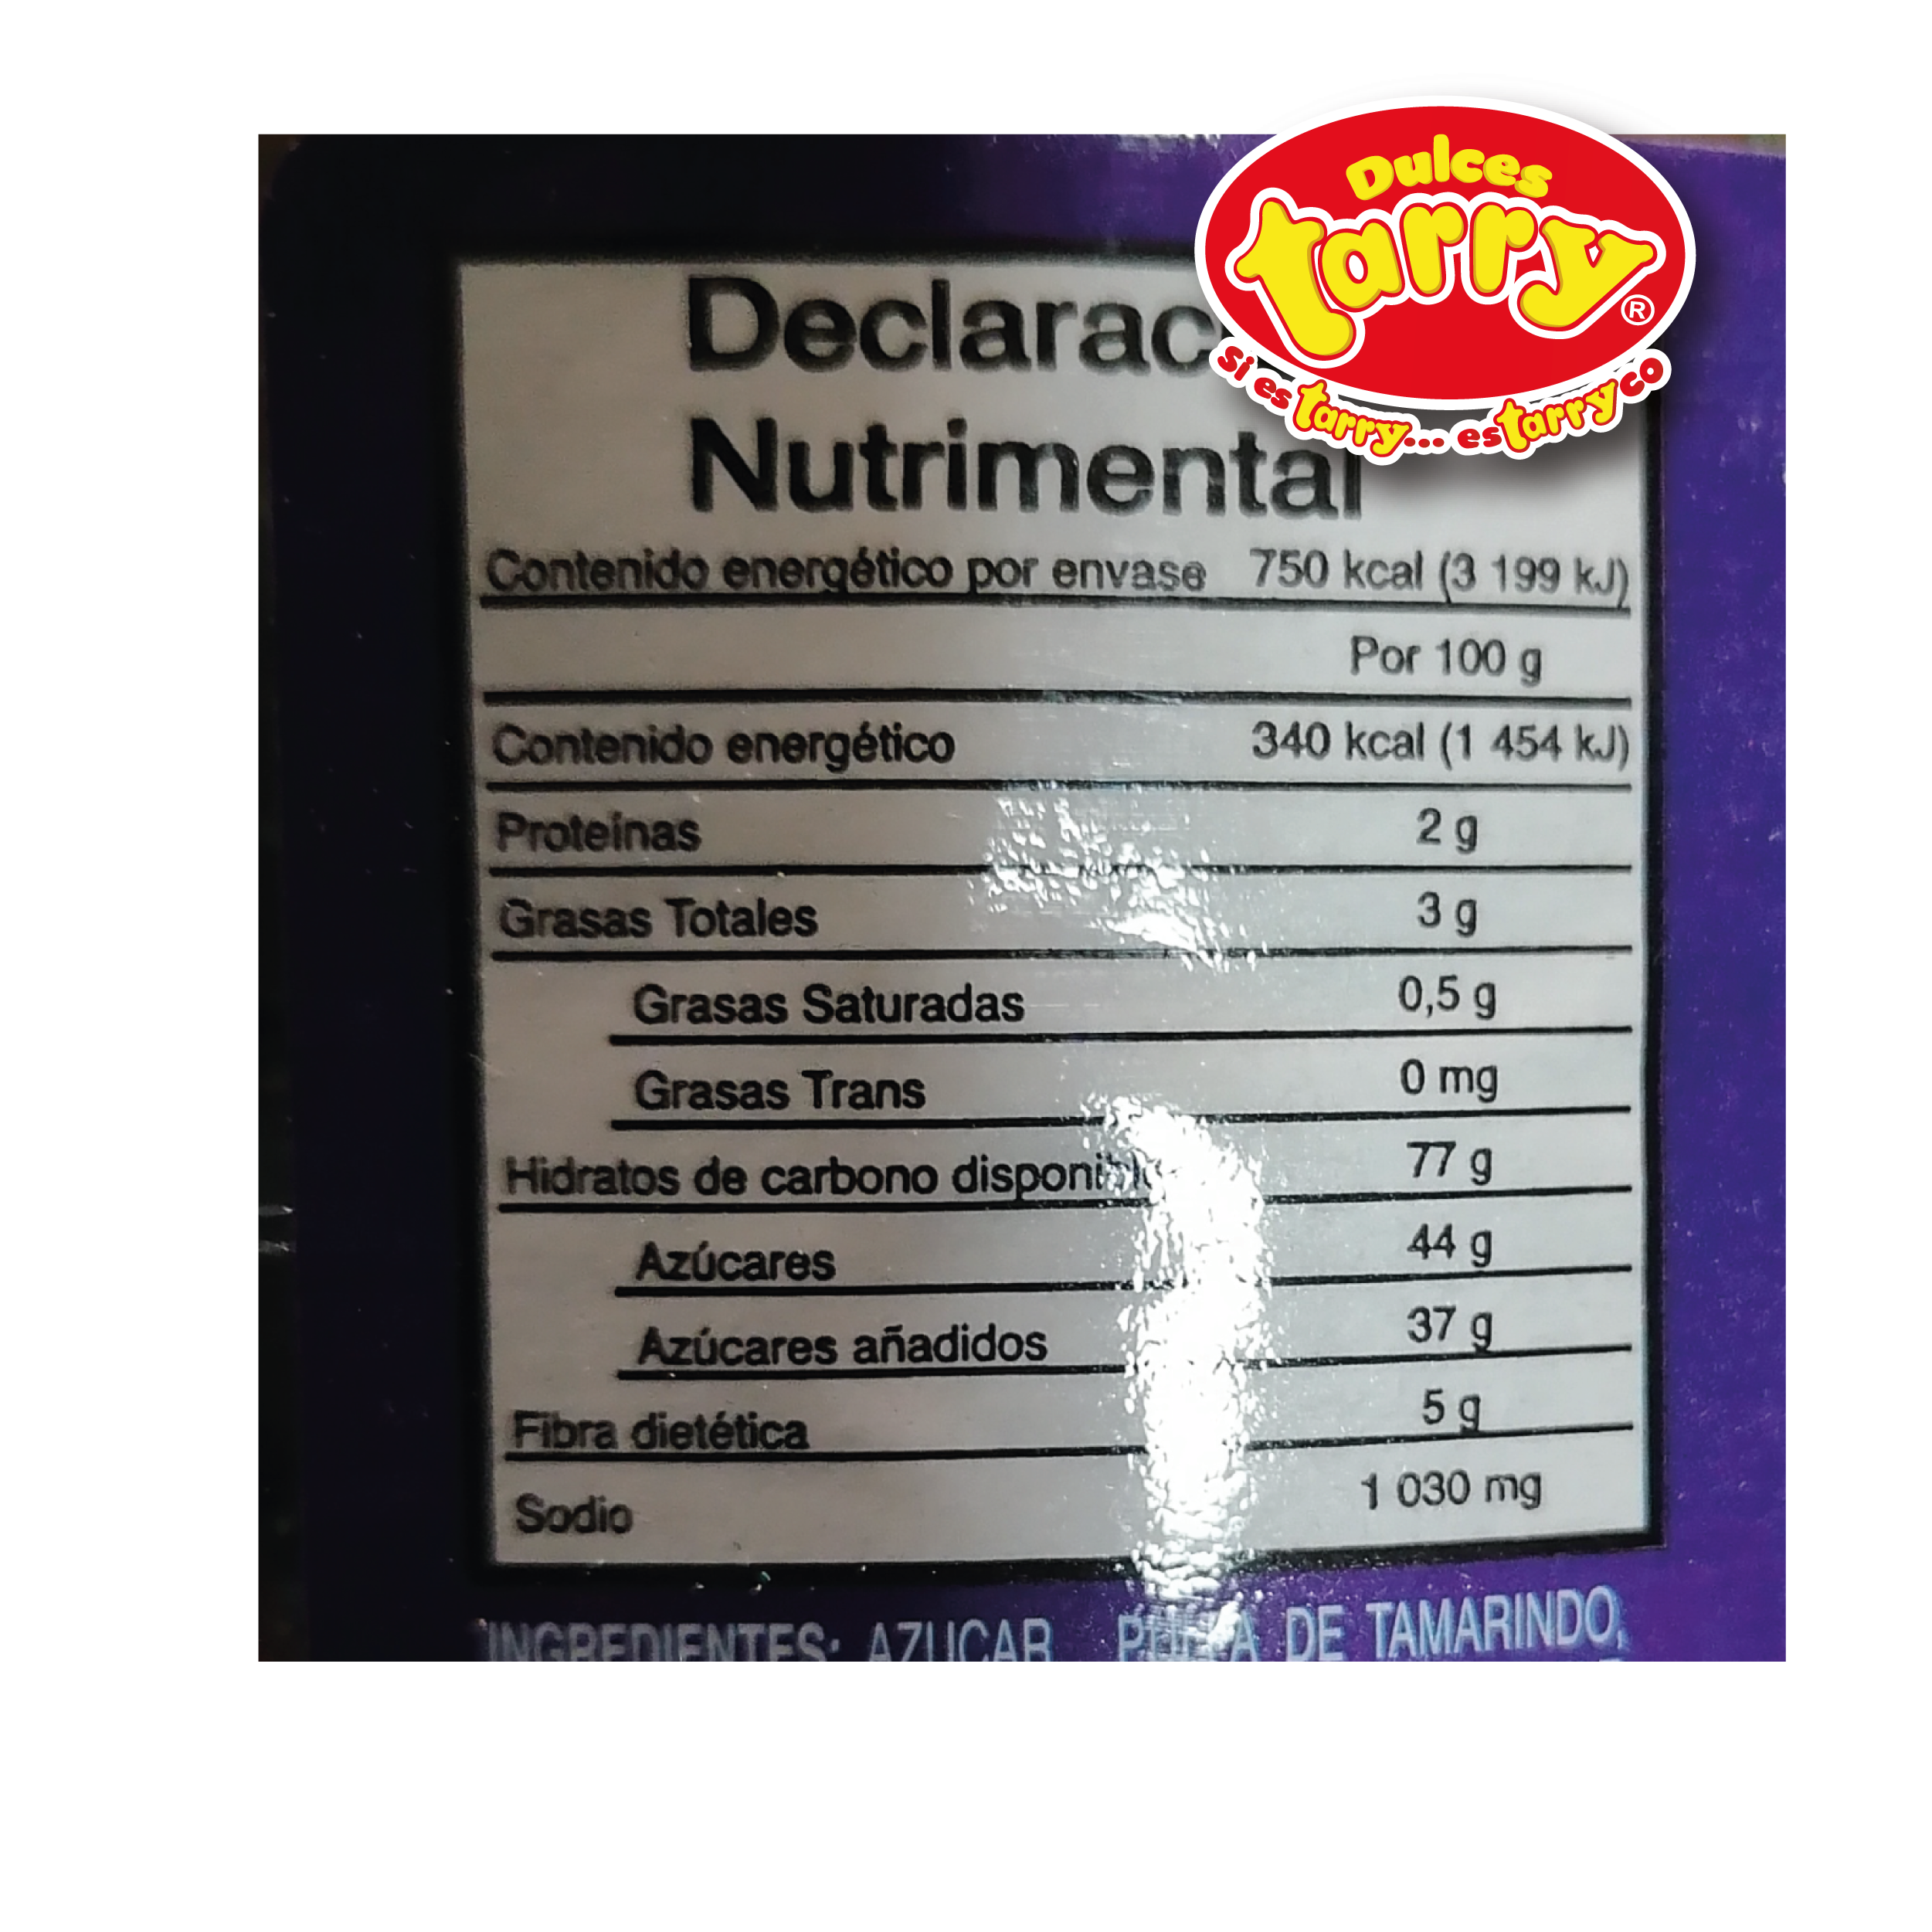 Dulces
tarry®
Si es tarry... es tarryco
Nutrimental
Contenido energético por envase 750 kcal (3 199 kJ)
Por 100 g
Contenido energético 340 kcal (1 454 kJ)
Proteínas 2 g
Grasas Totales 3 g
Grasas Saturadas 0,5 g
Grasas Trans 0 mg
Hidratos de carbono 77 g
Azúcares 44 g
Azúcares añadidos 37 g
Fibra dietética 5 g
Sodio 1 030 mg
INGREDIENTES: AZUCAR DE TAMARINDO,